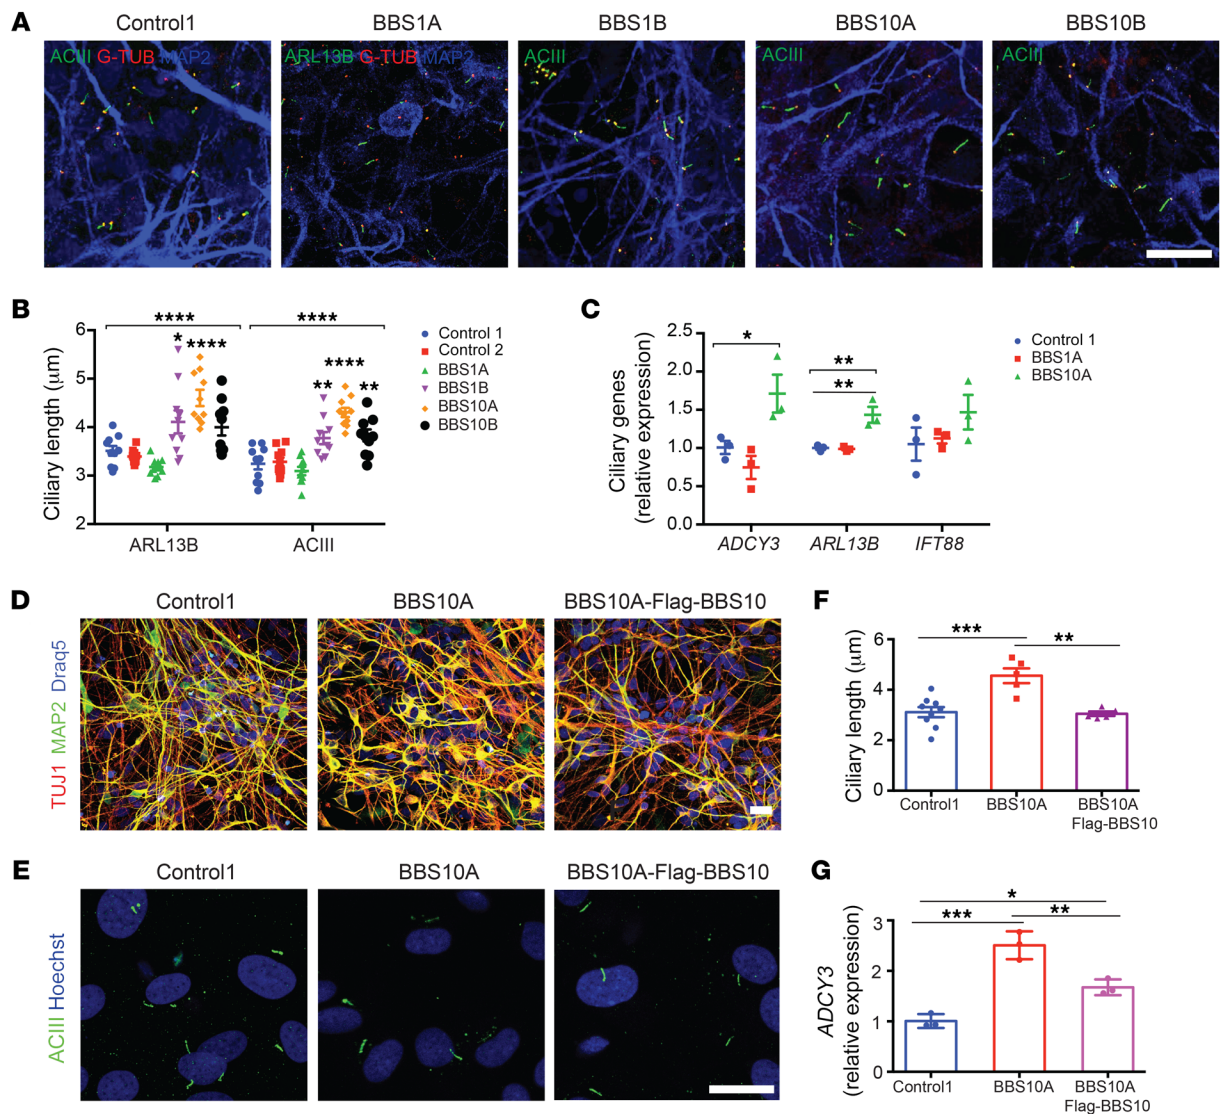 A
Control1
BBS1A
BBS1B
BBS10A
BBS10B
ACIII G-TUB MAP2
ARL13B G-TUB MAP2
ACIII
ACIII
ACIII
B
Ciliary length (μm)
6
5
4
3
2
****
****
*
****
**
****
**
ARL13B
ACIII
Control 1
Control 2
BBS1A
BBS1B
BBS10A
BBS10B
C
Ciliary genes
(relative expression)
2.5
2.0
1.5
1.0
0.5
0.0
*
**
**
ADCY3
ARL13B
IFT88
Control 1
BBS1A
BBS10A
D
Control1
BBS10A
BBS10A-Flag-BBS10
TUJ1 MAP2 Draq5
E
Control1
BBS10A
BBS10A-Flag-BBS10
ACIII Hoechst
F
Ciliary length (μm)
6
4
2
0
***
**
Control1
BBS10A
BBS10A
Flag-BBS10
G
ADCY3
(relative expression)
3
2
1
0
*
***
**
Control1
BBS10A
BBS10A
Flag-BBS10